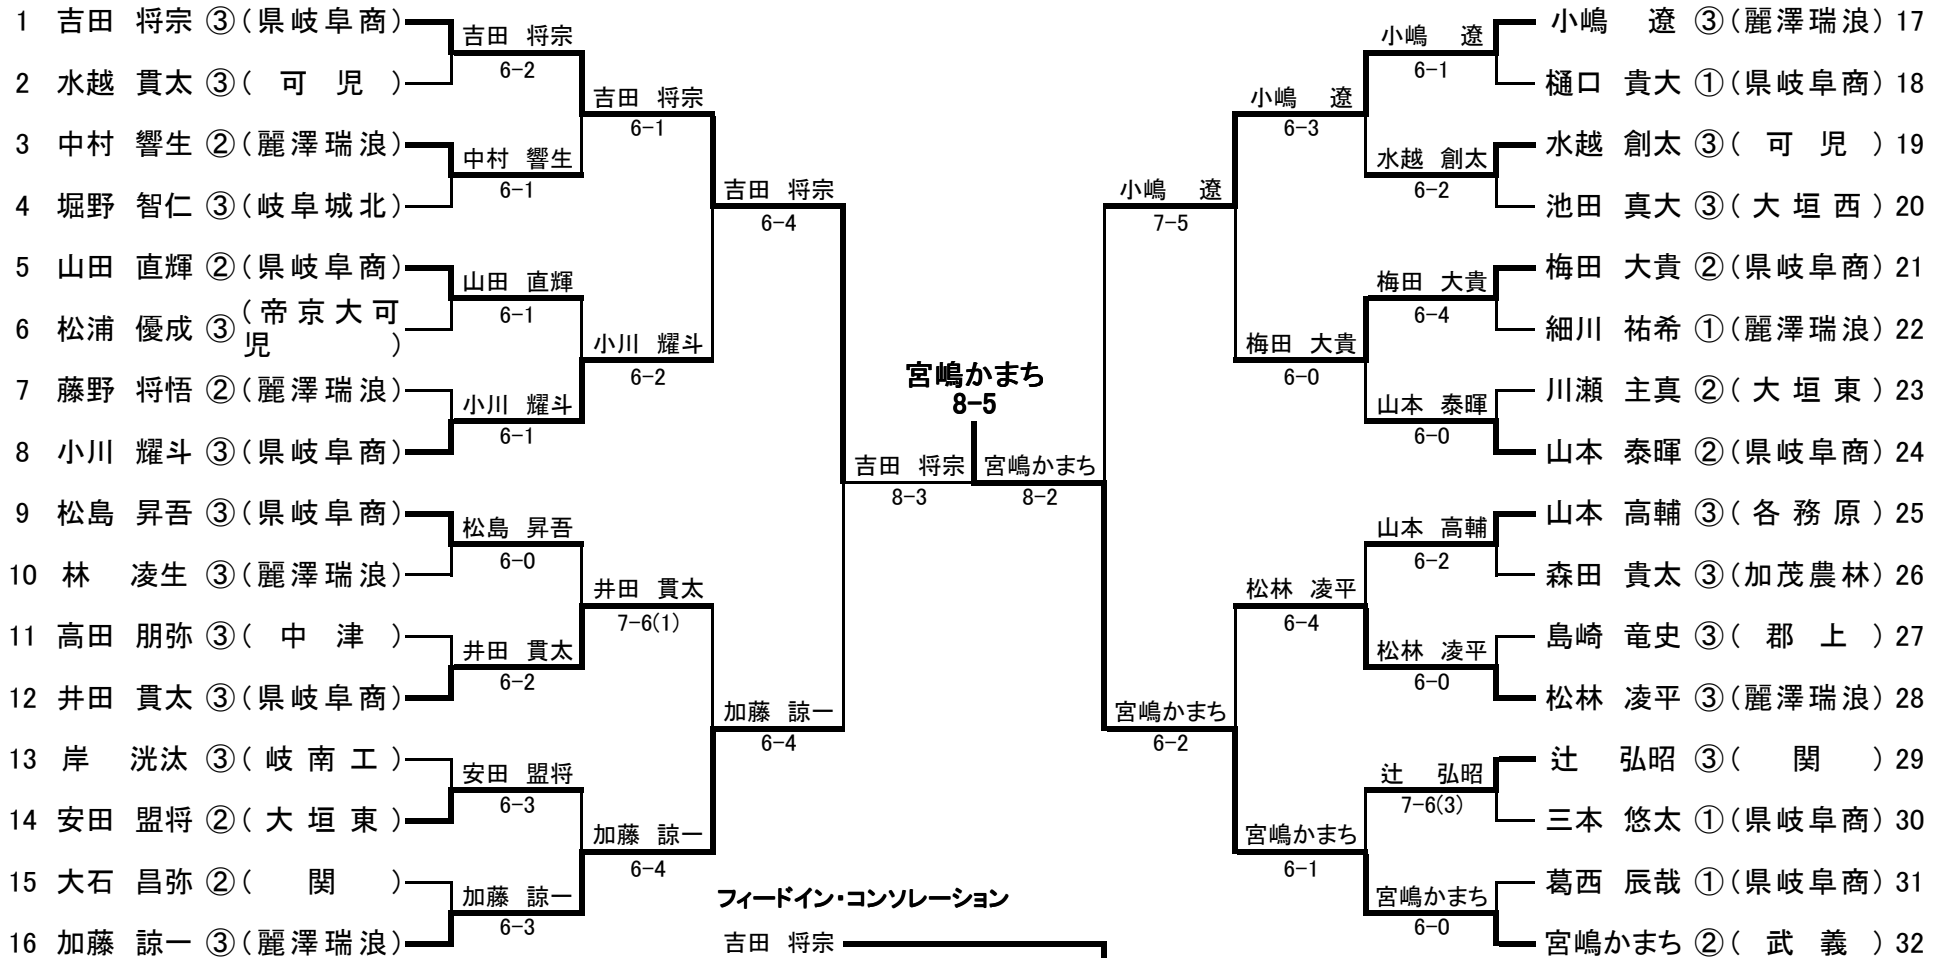 1 吉田 将宗 ③(県岐阜商)
2 水越 貫太 ③( 可 児 )
3 中村 響生 ②(麗澤瑞浪)
4 堀野 智仁 ③(岐阜城北)
5 山田 直輝 ②(県岐阜商)
6 松浦 優成 ③(帝京大可児)
7 藤野 将悟 ②(麗澤瑞浪)
8 小川 耀斗 ③(県岐阜商)
9 松島 昇吾 ③(県岐阜商)
10 林 凌生 ③(麗澤瑞浪)
11 高田 朋弥 ③( 中 津 )
12 井田 貫太 ③(県岐阜商)
13 岸 洸汰 ③( 岐 南 工 )
14 安田 盟将 ②( 大 垣 東 )
15 大石 昌弥 ②( 関 )
16 加藤 諒一 ③(麗澤瑞浪)
吉田 将宗
6-2
中村 響生
6-1
山田 直輝
6-1
小川 耀斗
6-1
松島 昇吾
6-0
井田 貫太
6-2
安田 盟将
6-3
加藤 諒一
6-3
吉田 将宗
6-1
小川 耀斗
6-2
井田 貫太
7-6(1)
加藤 諒一
6-4
吉田 将宗
6-4
加藤 諒一
6-4
吉田 将宗
8-3
宮嶋かまち
8-5
宮嶋かまち
8-2
小嶋 遼
7-5
宮嶋かまち
6-2
小嶋 遼
6-3
梅田 大貴
6-0
松林 凌平
6-4
宮嶋かまち
6-1
小嶋 遼
6-1
水越 創太
6-2
梅田 大貴
6-4
山本 泰暉
6-0
山本 高輔
6-2
松林 凌平
6-0
辻 弘昭
7-6(3)
宮嶋かまち
6-0
小嶋 遼 ③(麗澤瑞浪) 17
樋口 貴大 ①(県岐阜商) 18
水越 創太 ③( 可 児 ) 19
池田 真大 ③( 大 垣 西 ) 20
梅田 大貴 ②(県岐阜商) 21
細川 祐希 ①(麗澤瑞浪) 22
川瀬 主真 ②( 大 垣 東 ) 23
山本 泰暉 ②(県岐阜商) 24
山本 高輔 ③( 各 務 原 ) 25
森田 貴太 ③(加茂農林) 26
島崎 竜史 ③( 郡 上 ) 27
松林 凌平 ③(麗澤瑞浪) 28
辻 弘昭 ③( 関 ) 29
三本 悠太 ①(県岐阜商) 30
葛西 辰哉 ①(県岐阜商) 31
宮嶋かまち ②( 武 義 ) 32
フィードイン・コンソレーション
吉田 将宗